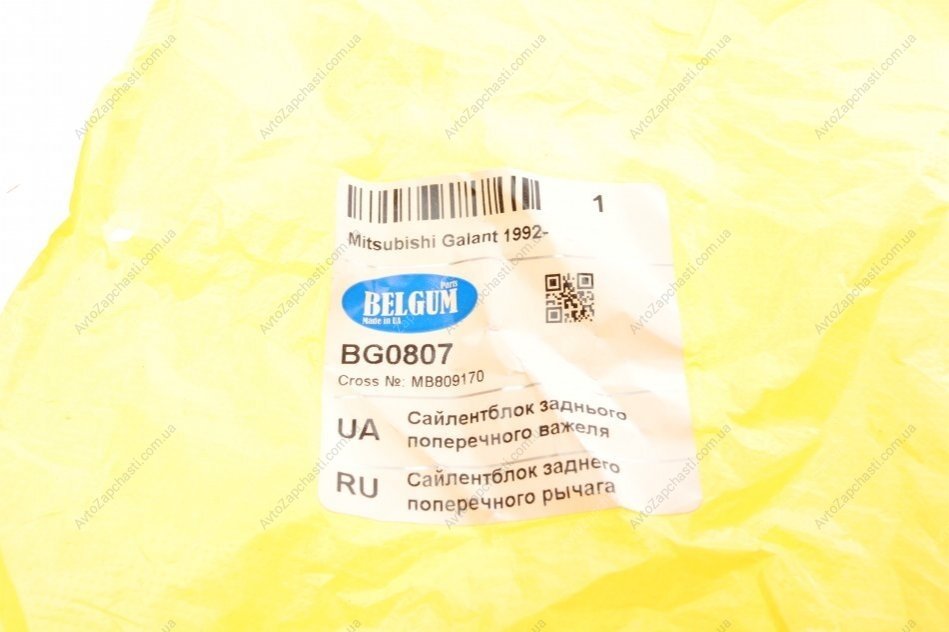 1
Mitsubishi Galant 1992-
Parts
BELGUM
Made in UA
BG0807
Cross №: MB809170
UA
Сайлентблок заднього
поперечного важеля
RU
Сайлентблок заднего
поперечного рычага
AvtoZapchasti.com.ua